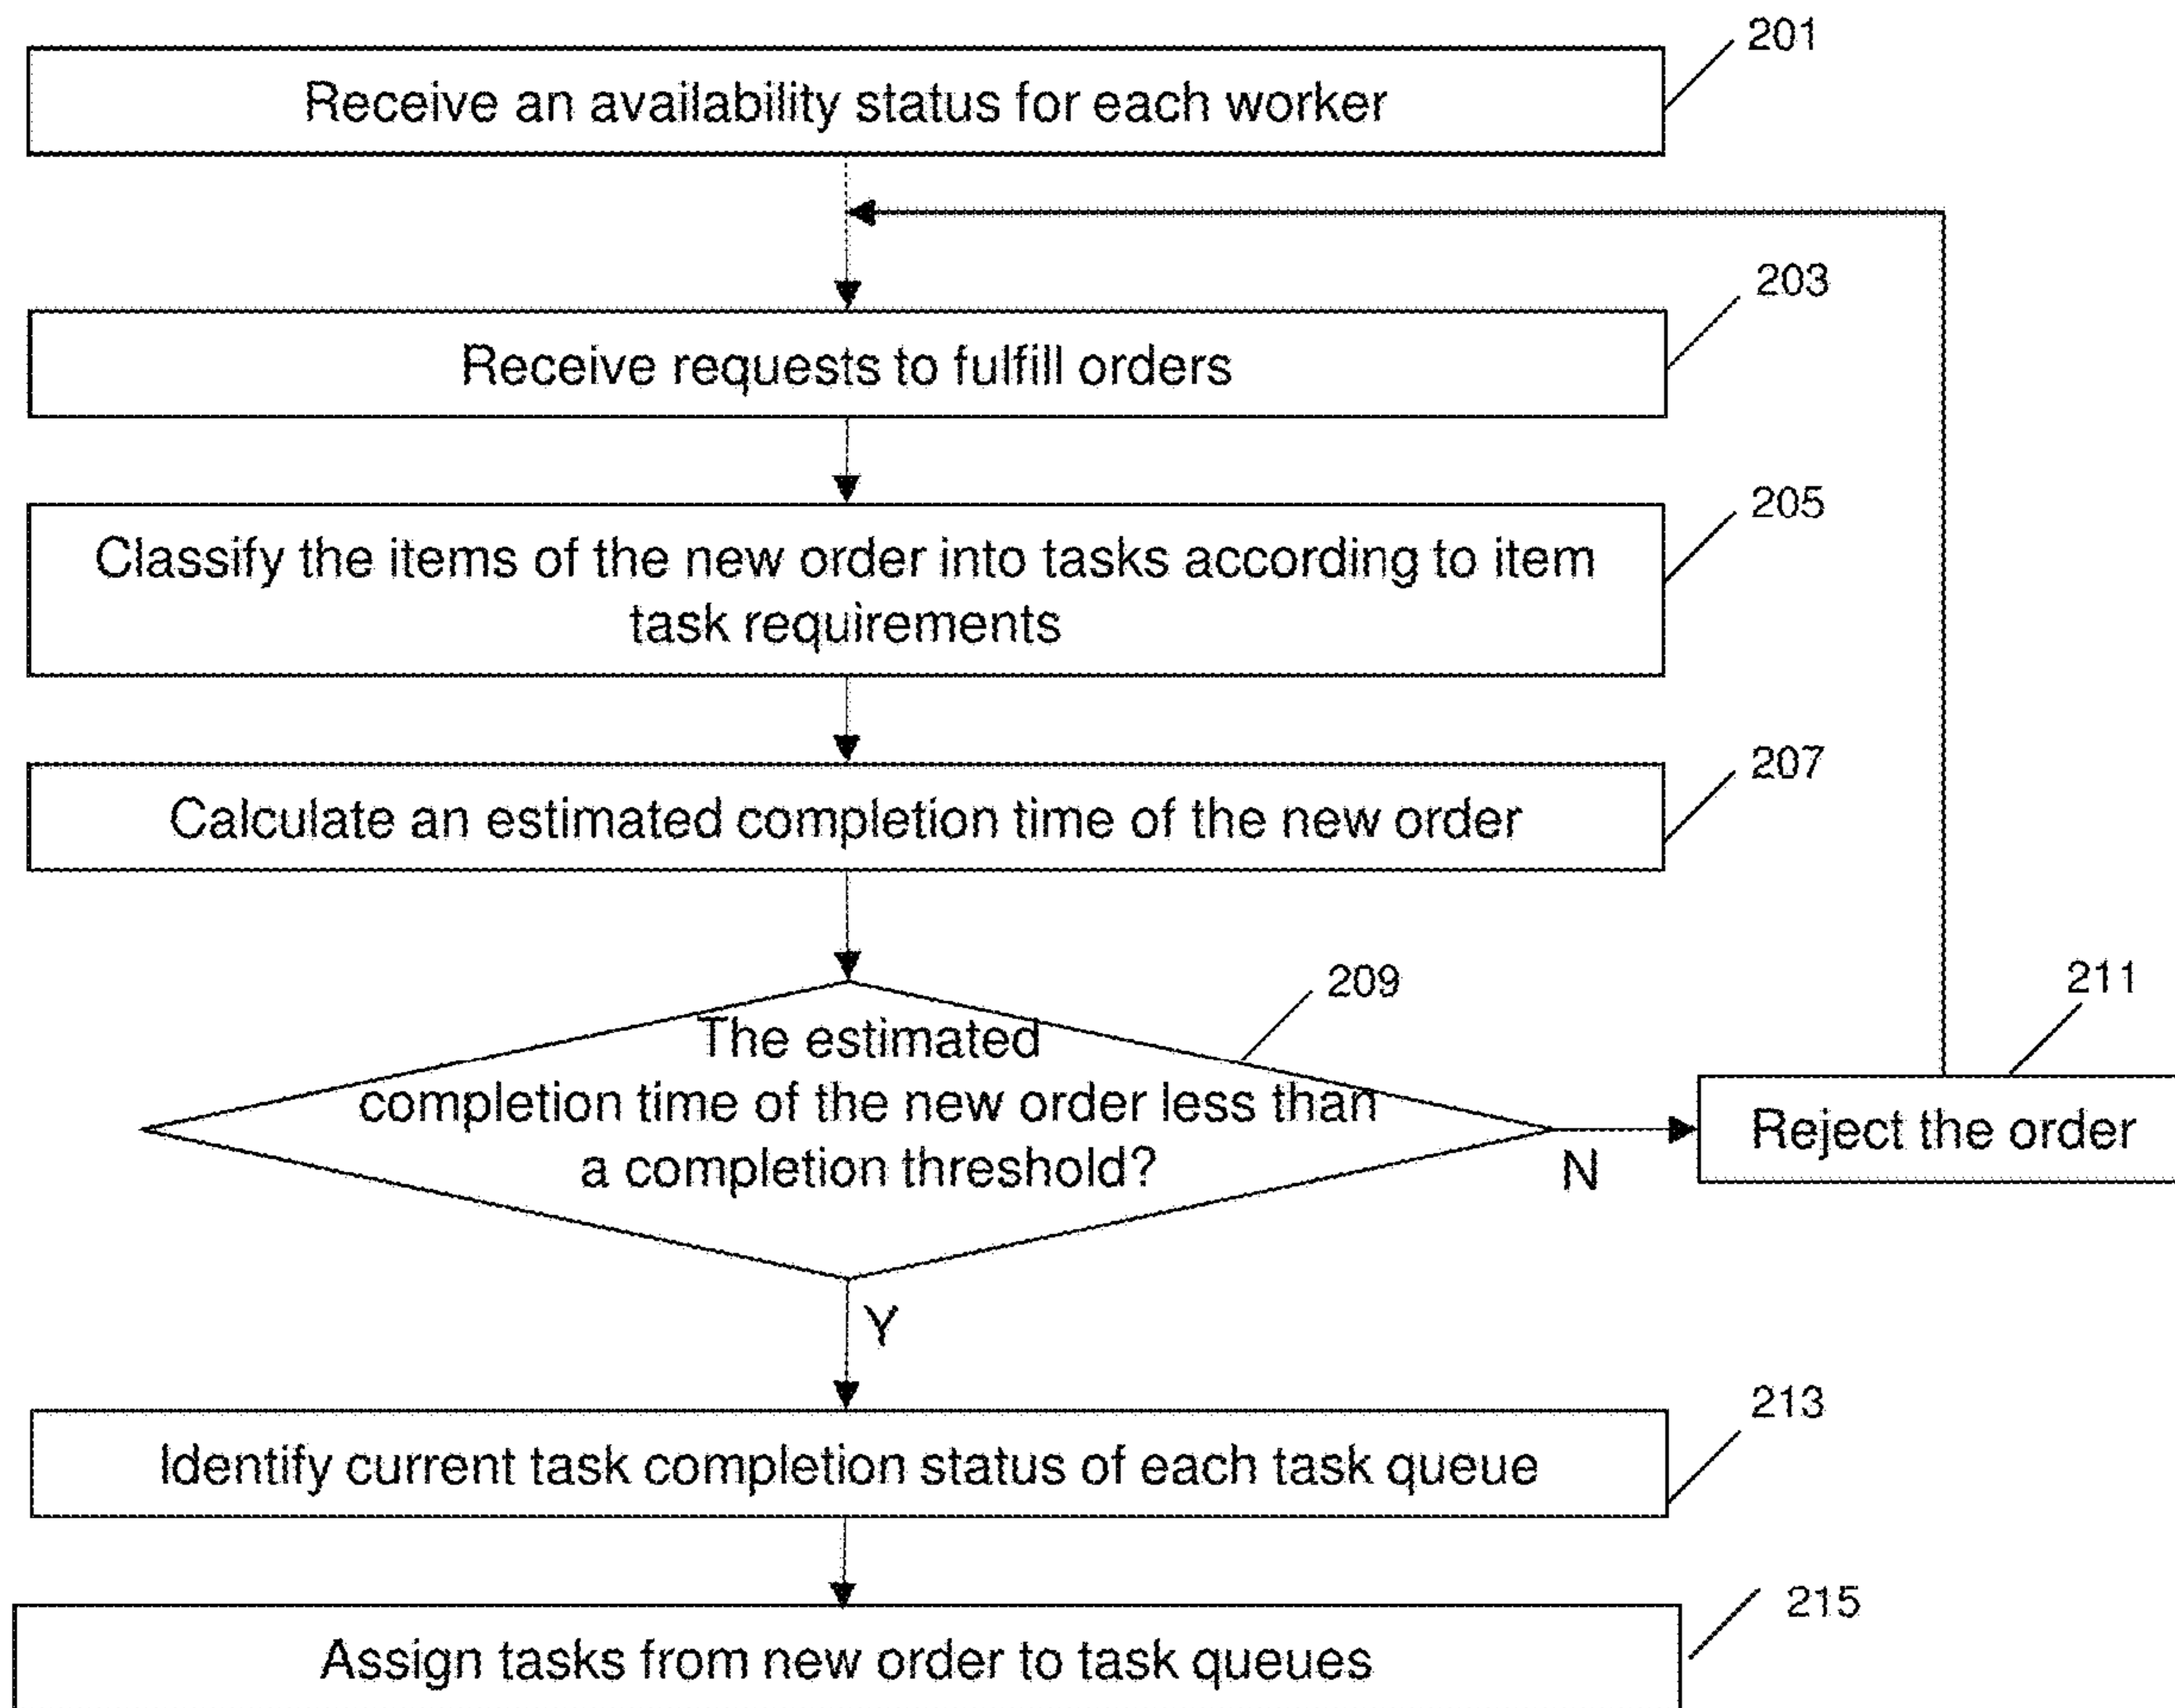 201
Receive an availability status for each worker
203
Receive requests to fulfill orders
205
Classify the items of the new order into tasks according to item
task requirements
207
Calculate an estimated completion time of the new order
209
The estimated
completion time of the new order less than
a completion threshold?
211
Reject the order
N
Y
213
Identify current task completion status of each task queue
215
Assign tasks from new order to task queues